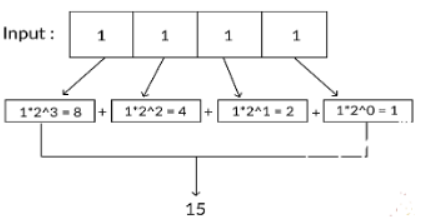 Input : 1 1 1 1
1*2^3 = 8 + 1*2^2 = 4 + 1*2^1 = 2 + 1*2^0 = 1
15